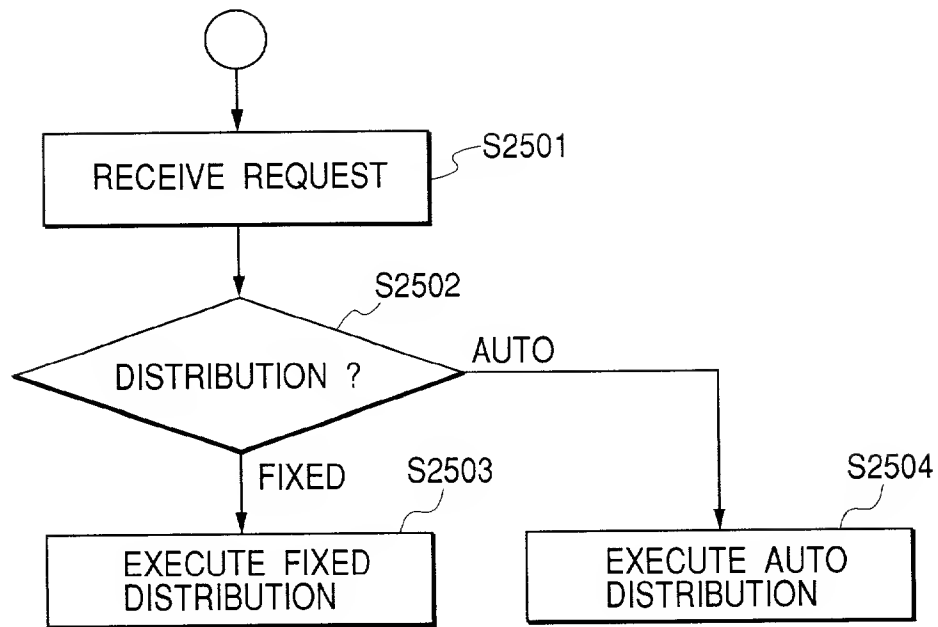 RECEIVE REQUEST
S2501
S2502
DISTRIBUTION ?
AUTO
FIXED
S2503
S2504
EXECUTE FIXED
DISTRIBUTION
EXECUTE AUTO
DISTRIBUTION